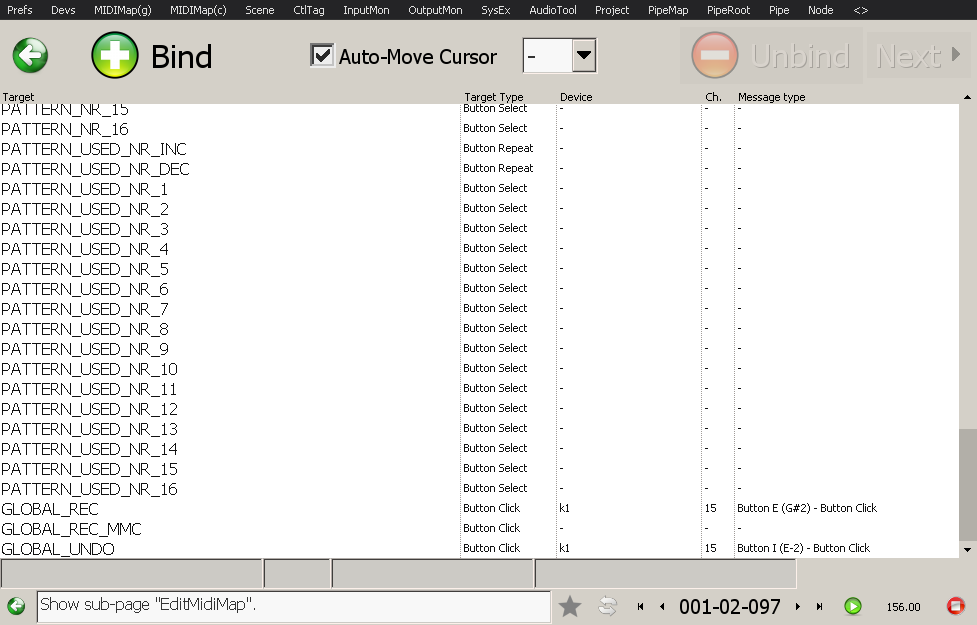 Prefs Devs MIDIMap(g) MIDIMap(c) Scene CtlTag InputMon OutputMon SysEx AudioTool Project PipeMap PipeRoot Pipe Node <>
Bind Auto-Move Cursor - Unbind Next
Target Target Type Device Ch. Message type
PATTERN_NR_15 Button Select - - -
PATTERN_NR_16 Button Select - - -
PATTERN_USED_NR_INC Button Repeat - - -
PATTERN_USED_NR_DEC Button Repeat - - -
PATTERN_USED_NR_1 Button Select - - -
PATTERN_USED_NR_2 Button Select - - -
PATTERN_USED_NR_3 Button Select - - -
PATTERN_USED_NR_4 Button Select - - -
PATTERN_USED_NR_5 Button Select - - -
PATTERN_USED_NR_6 Button Select - - -
PATTERN_USED_NR_7 Button Select - - -
PATTERN_USED_NR_8 Button Select - - -
PATTERN_USED_NR_9 Button Select - - -
PATTERN_USED_NR_10 Button Select - - -
PATTERN_USED_NR_11 Button Select - - -
PATTERN_USED_NR_12 Button Select - - -
PATTERN_USED_NR_13 Button Select - - -
PATTERN_USED_NR_14 Button Select - - -
PATTERN_USED_NR_15 Button Select - - -
PATTERN_USED_NR_16 Button Select - - -
GLOBAL_REC Button Click k1 15 Button E (G#2) - Button Click
GLOBAL_REC_MMC Button Click - - -
GLOBAL_UNDO Button Click k1 15 Button I (E-2) - Button Click
Show sub-page "EditMidiMap". 001-02-097 156.00